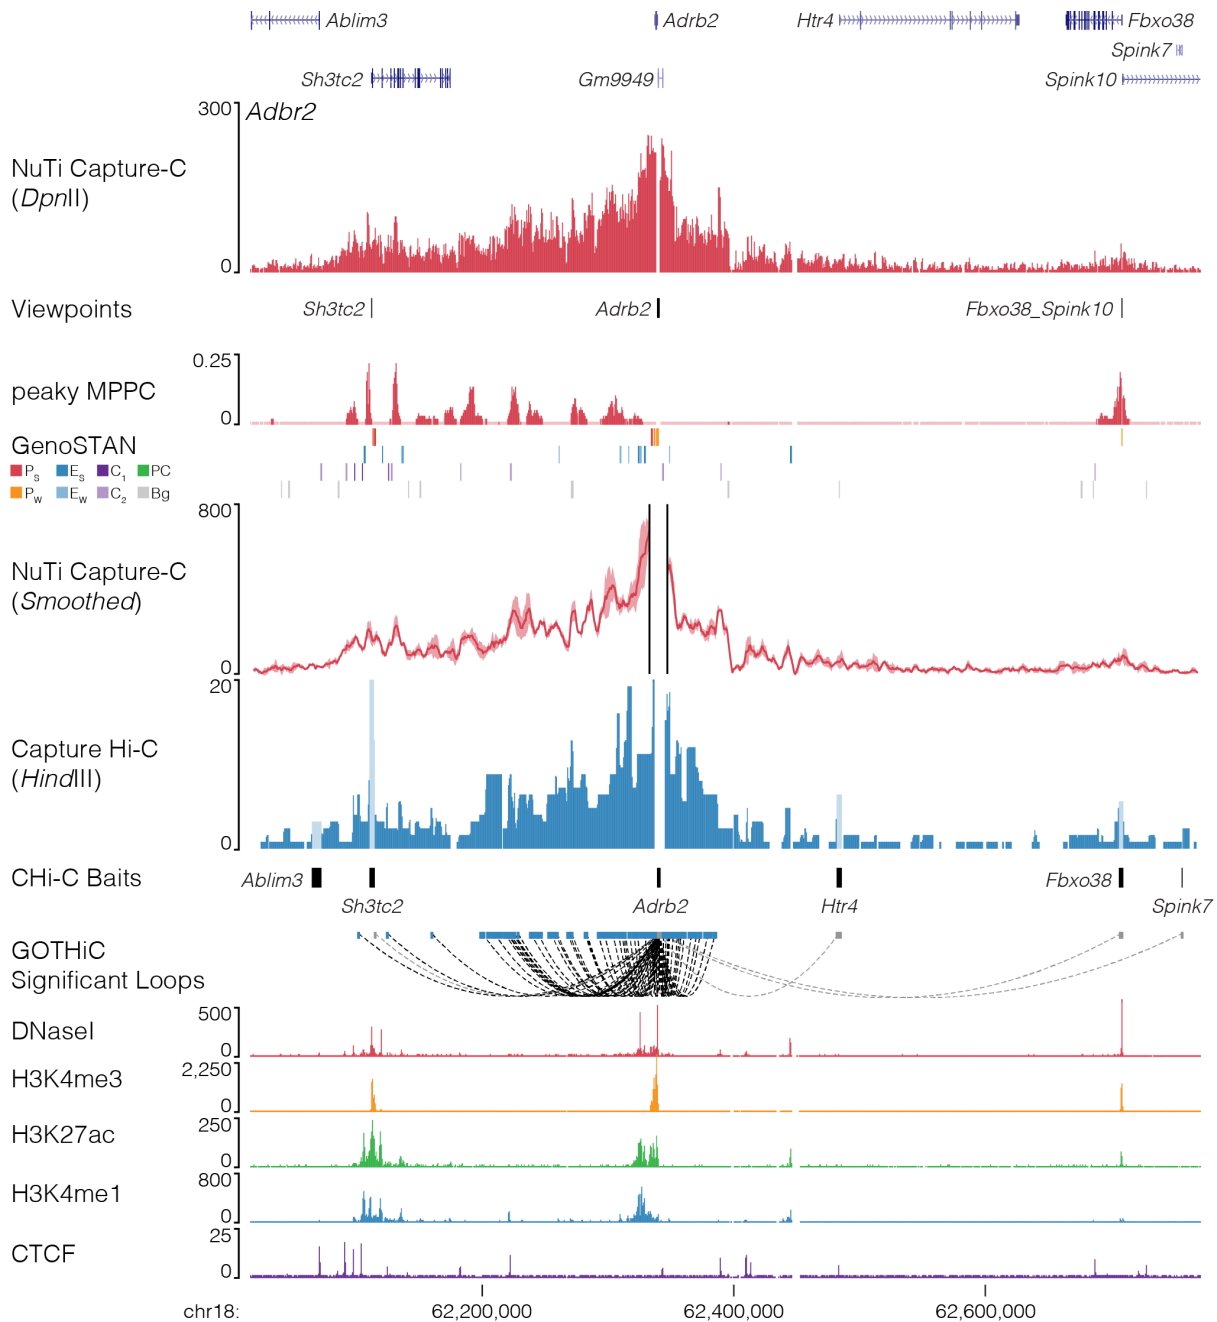 Ablim3
Adrb2
Htr4
Fbxo38
Spink7
Sh3tc2
Gm9949
Spink10
300
Adbr2
NuTi Capture-C
(DpnII)
0
Viewpoints
Sh3tc2
Adrb2
Fbxo38_Spink10
0.25
peaky MPPC
0
GenoSTAN
PS ES C1 PC
PW EW C2 Bg
800
NuTi Capture-C
(Smoothed)
0
20
Capture Hi-C
(HindIII)
0
CHi-C Baits
Ablim3
Fbxo38
Sh3tc2
Adrb2
Htr4
Spink7
GOTHiC
Significant Loops
500
DNaseI
0
2,250
H3K4me3
0
250
H3K27ac
0
800
H3K4me1
0
25
CTCF
0
chr18: 62,200,000 62,400,000 62,600,000